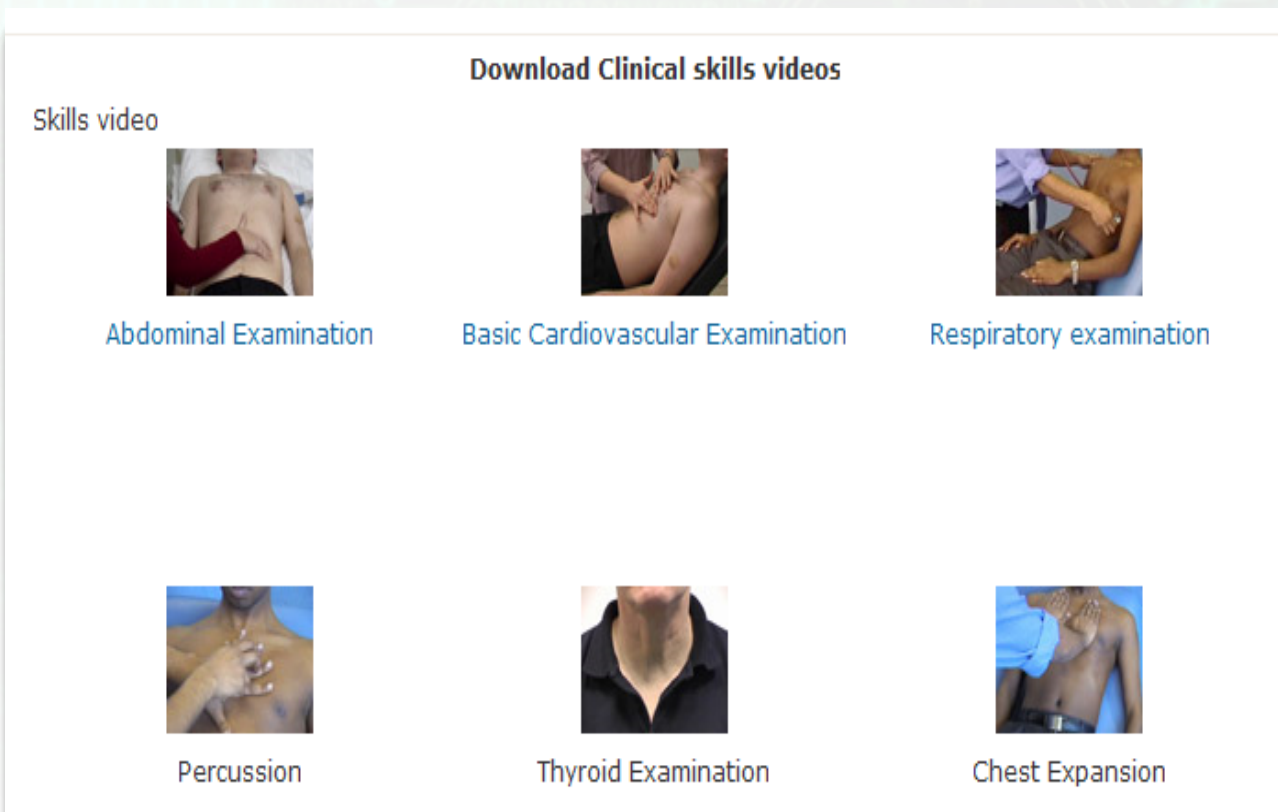 Download Clinical skills videos
Skills video
Abdominal Examination
Basic Cardiovascular Examination
Respiratory examination
Percussion
Thyroid Examination
Chest Expansion